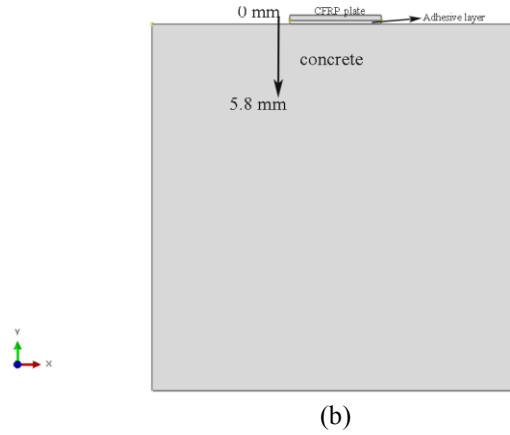 0 mm
CFRP plate
Adhesive layer
concrete
5.8 mm
Y
X
(b)